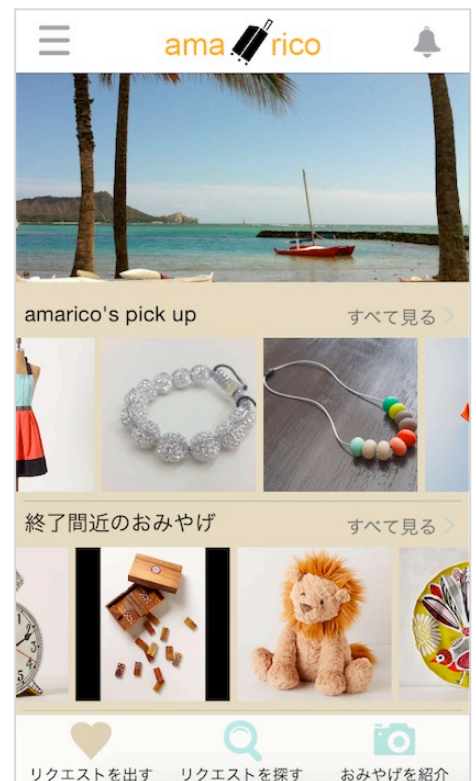 ama rico
amarico's pick up
すべて見る
終了間近のおみやげ
すべて見る
リクエストを出す リクエストを探す おみやげを紹介